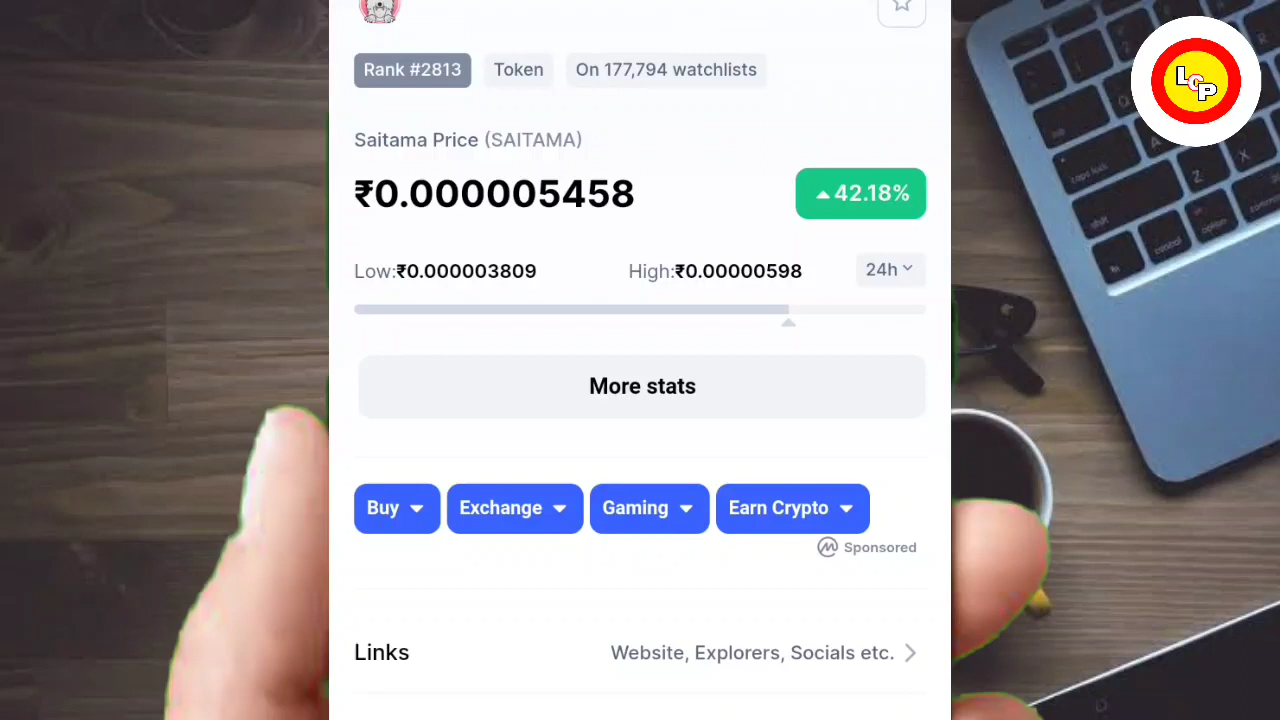 LCP
Rank #2813 Token On 177,794 watchlists
Saitama Price (SAITAMA)
₹0.000005458 42.18%
Low:₹0.000003809 High:₹0.00000598 24h
More stats
Buy Exchange Gaming Earn Crypto
Sponsored
Links Website, Explorers, Socials etc.